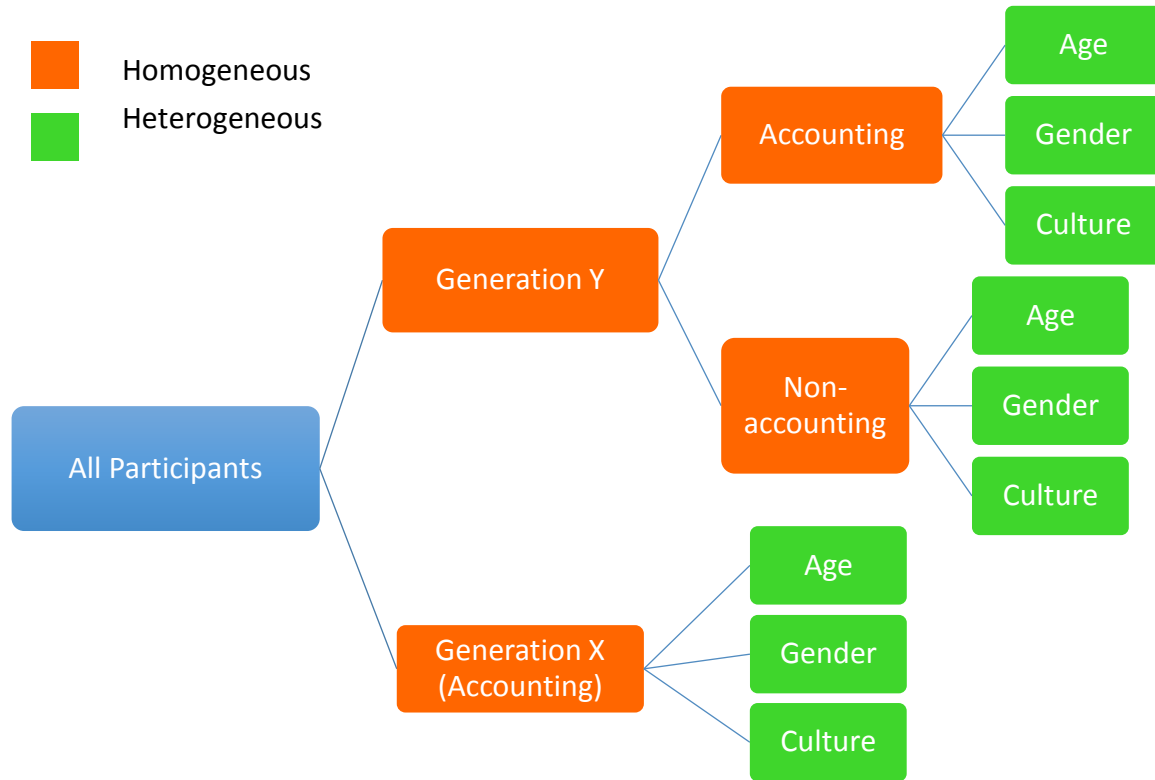 Homogeneous
Heterogeneous
All Participants
Generation Y
Accounting
Age
Gender
Culture
Non-
accounting
Age
Gender
Culture
Generation X
(Accounting)
Age
Gender
Culture